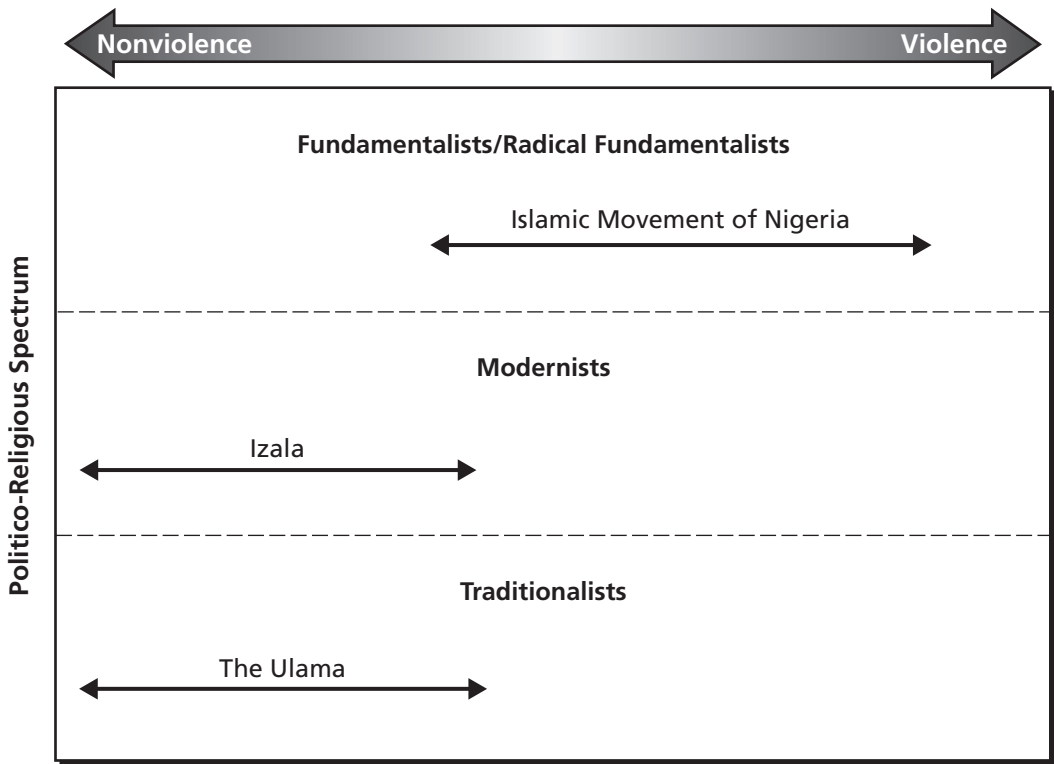 Nonviolence Violence
Fundamentalists/Radical Fundamentalists
Islamic Movement of Nigeria
Politico-Religious Spectrum
Modernists
Izala
Traditionalists
The Ulama